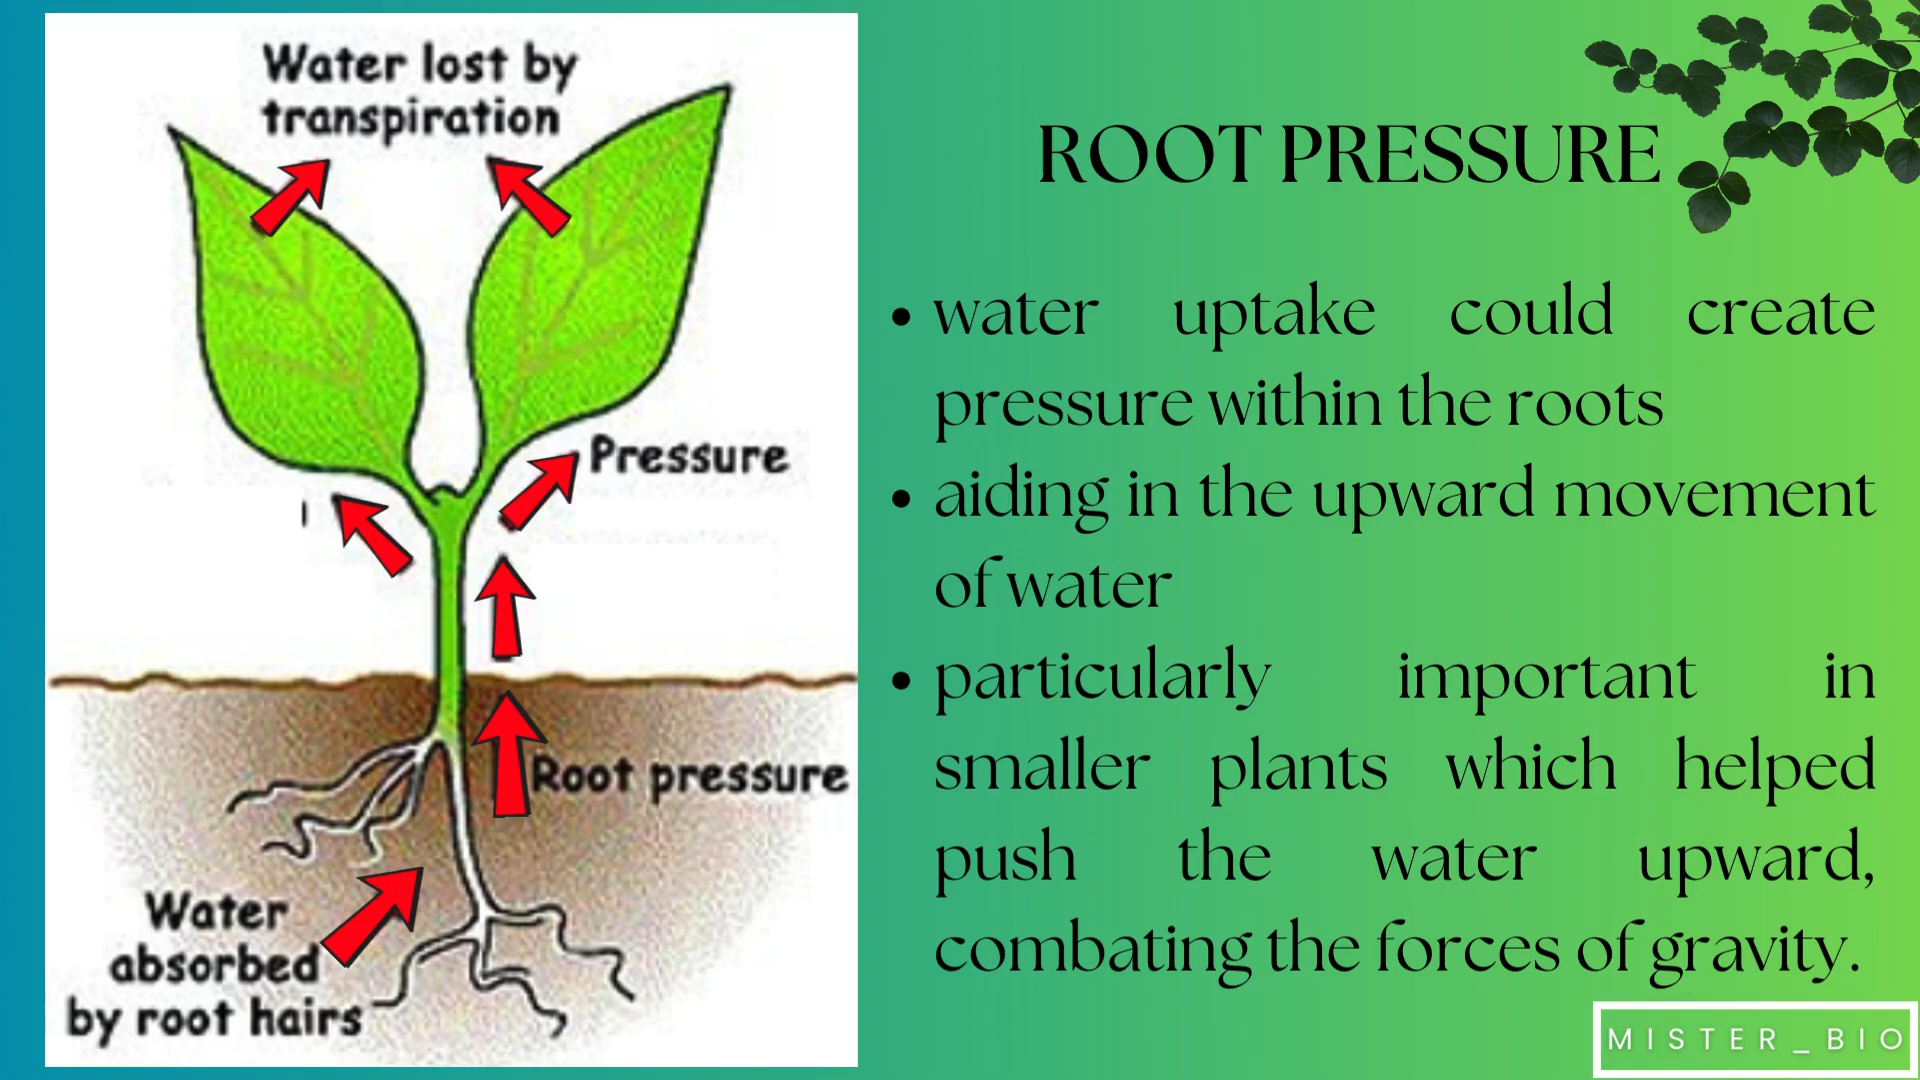 Water lost by
transpiration
Pressure
Root pressure
Water
absorbed
by root hairs
ROOT PRESSURE
• water uptake could create
pressure within the roots
• aiding in the upward movement
of water
• particularly important in
smaller plants which helped
push the water upward,
combating the forces of gravity.
MISTER_BIO